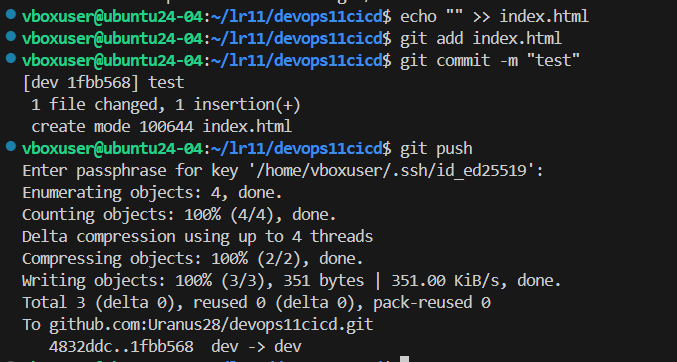 vboxuser@ubuntu24-04:~/lr11/devops11cicd$ echo "" >> index.html
vboxuser@ubuntu24-04:~/lr11/devops11cicd$ git add index.html
vboxuser@ubuntu24-04:~/lr11/devops11cicd$ git commit -m "test"
[dev 1fbb568] test
 1 file changed, 1 insertion(+)
 create mode 100644 index.html
vboxuser@ubuntu24-04:~/lr11/devops11cicd$ git push
Enter passphrase for key '/home/vboxuser/.ssh/id_ed25519':
Enumerating objects: 4, done.
Counting objects: 100% (4/4), done.
Delta compression using up to 4 threads
Compressing objects: 100% (2/2), done.
Writing objects: 100% (3/3), 351 bytes | 351.00 KiB/s, done.
Total 3 (delta 0), reused 0 (delta 0), pack-reused 0
To github.com:Uranus28/devops11cicd.git
   4832ddc..1fbb568  dev -> dev